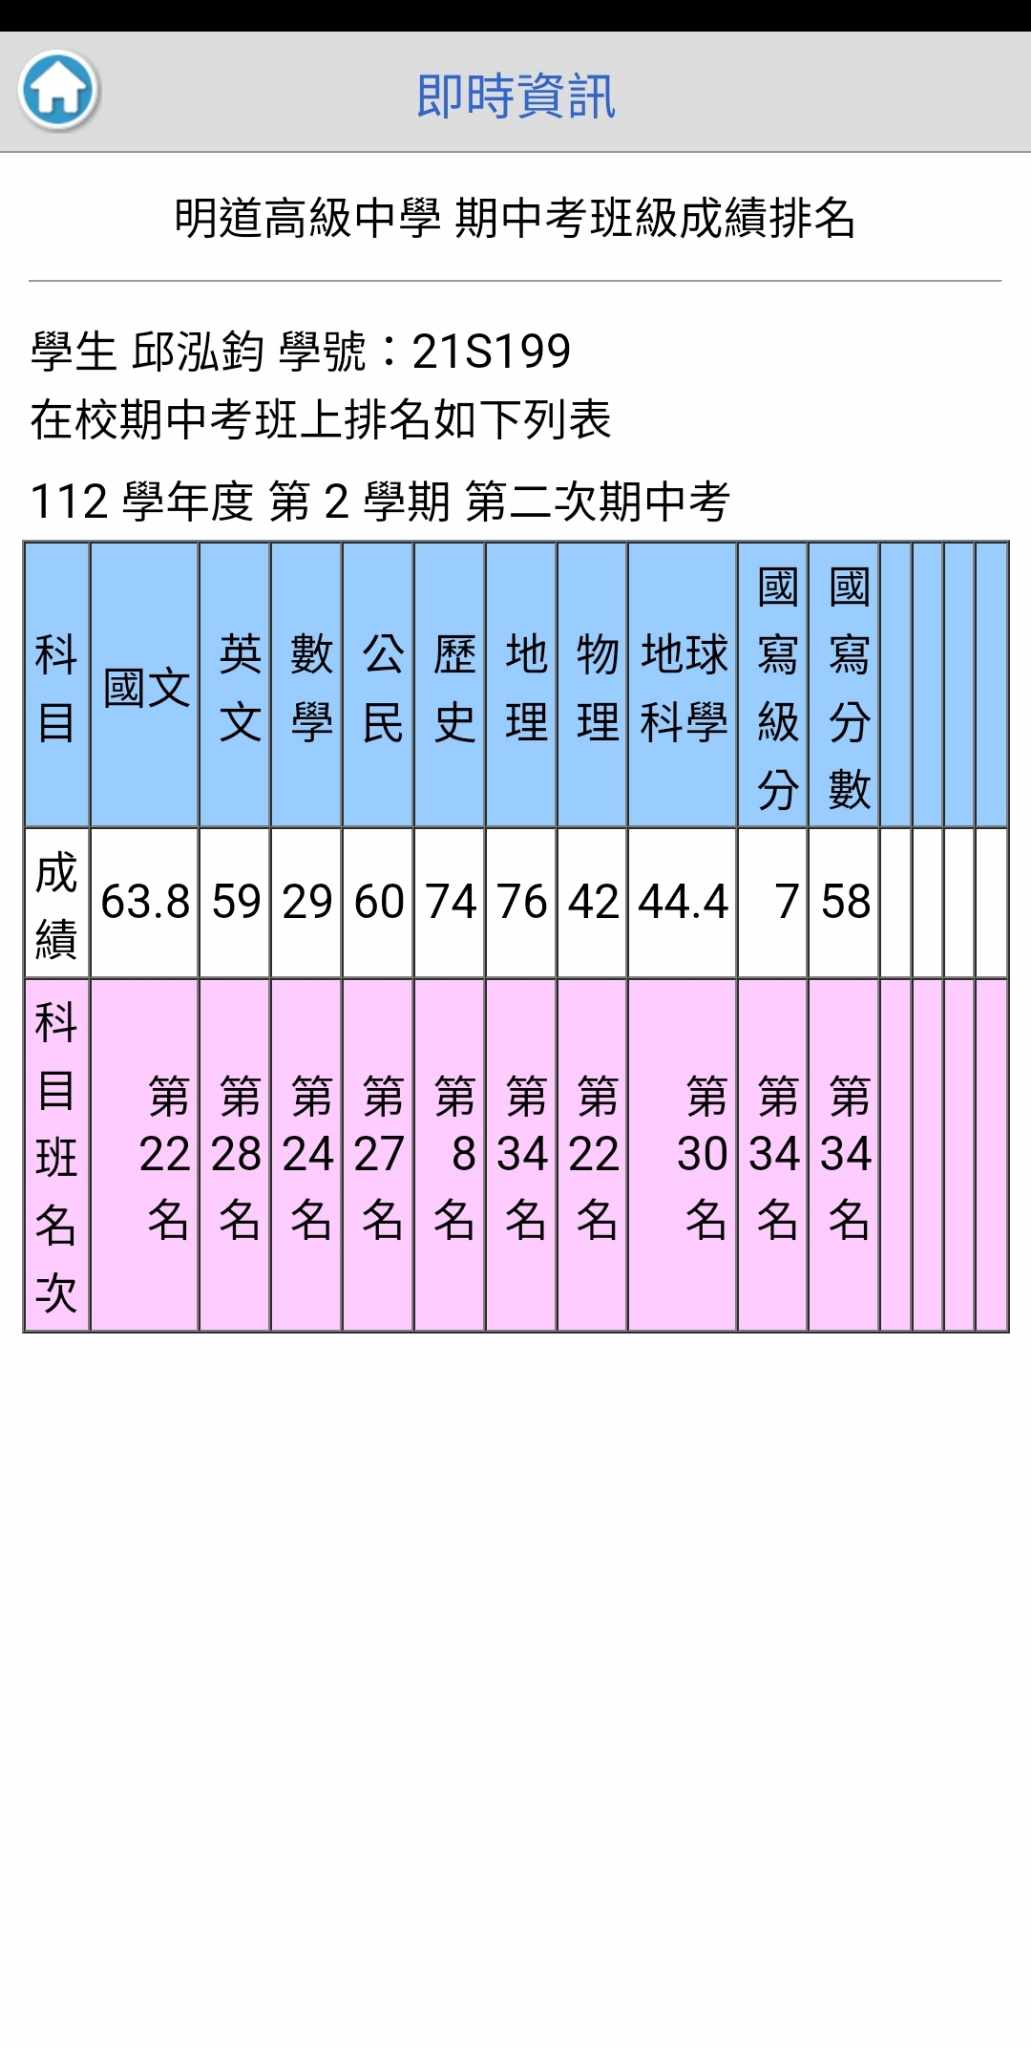 即時資訊
明道高級中學 期中考班級成績排名
學生 邱泓鈞 學號：21S199
在校期中考班上排名如下列表
112 學年度 第 2 學期 第二次期中考
科目 國文 英文 數學 公民 歷史 地理 物理 地球科學 國寫級分 國寫分數
成績 63.8 59 29 60 74 76 42 44.4 7 58
科目班名次 第22名 第28名 第24名 第27名 第8名 第34名 第22名 第30名 第34名 第34名